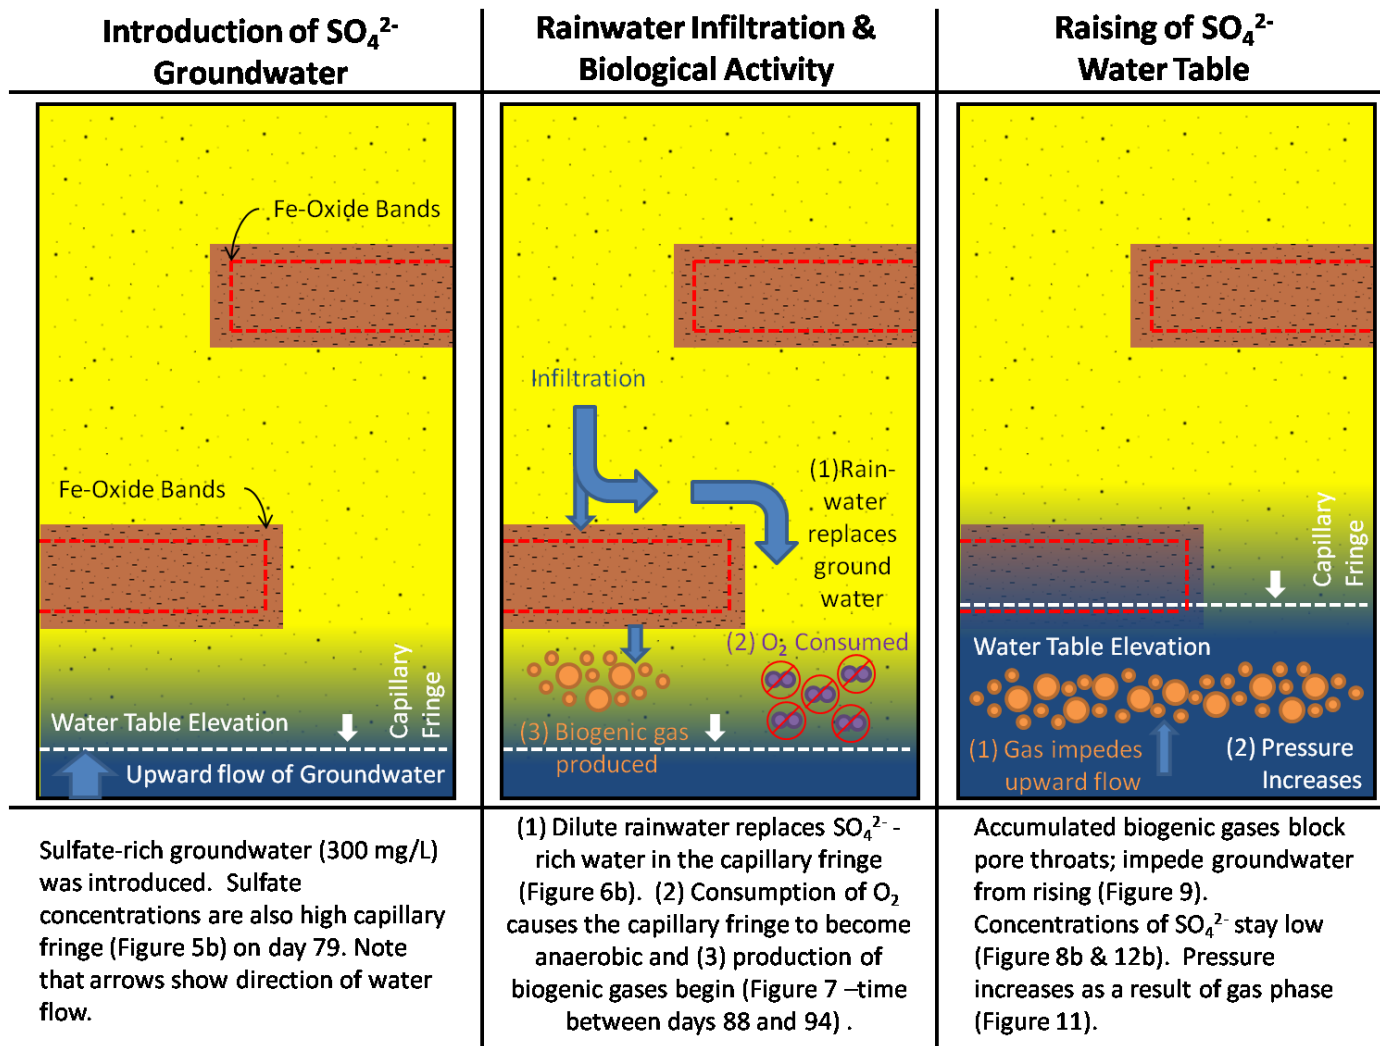 Introduction of SO₄²⁻
Groundwater
Rainwater Infiltration &
Biological Activity
Raising of SO₄²⁻
Water Table
Fe-Oxide Bands
Fe-Oxide Bands
Capillary
Fringe
Water Table Elevation
Upward flow of Groundwater
Infiltration
(1)Rain-
water
replaces
ground
water
(2) O₂ Consumed
(3) Biogenic gas
produced
Capillary
Fringe
Water Table Elevation
(1) Gas impedes
upward flow
(2) Pressure
Increases
Sulfate-rich groundwater (300 mg/L)
was introduced. Sulfate
concentrations are also high capillary
fringe (Figure 5b) on day 79. Note
that arrows show direction of water
flow.
(1) Dilute rainwater replaces SO₄²⁻ -
rich water in the capillary fringe
(Figure 6b). (2) Consumption of O₂
causes the capillary fringe to become
anaerobic and (3) production of
biogenic gases begin (Figure 7 –time
between days 88 and 94) .
Accumulated biogenic gases block
pore throats; impede groundwater
from rising (Figure 9).
Concentrations of SO₄²⁻ stay low
(Figure 8b & 12b). Pressure
increases as a result of gas phase
(Figure 11).